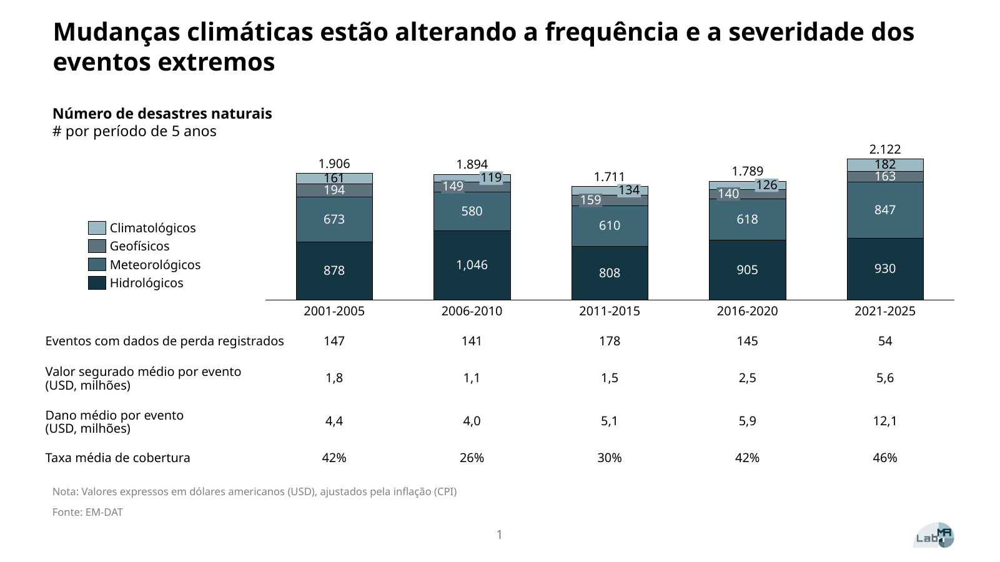 Mudanças climáticas estão alterando a frequência e a severidade dos
eventos extremos
Número de desastres naturais
# por período de 5 anos
1.906
1.894
1.711
1.789
2.122
161
119
134
126
182
194
149
159
140
163
673
580
610
618
847
878
1,046
808
905
930
Climatológicos
Geofísicos
Meteorológicos
Hidrológicos
2001-2005
2006-2010
2011-2015
2016-2020
2021-2025
Eventos com dados de perda registrados 147 141 178 145 54
Valor segurado médio por evento
(USD, milhões)
1,8 1,1 1,5 2,5 5,6
Dano médio por evento
(USD, milhões)
4,4 4,0 5,1 5,9 12,1
Taxa média de cobertura 42% 26% 30% 42% 46%
Nota: Valores expressos em dólares americanos (USD), ajustados pela inflação (CPI)
Fonte: EM-DAT
1
LabMA